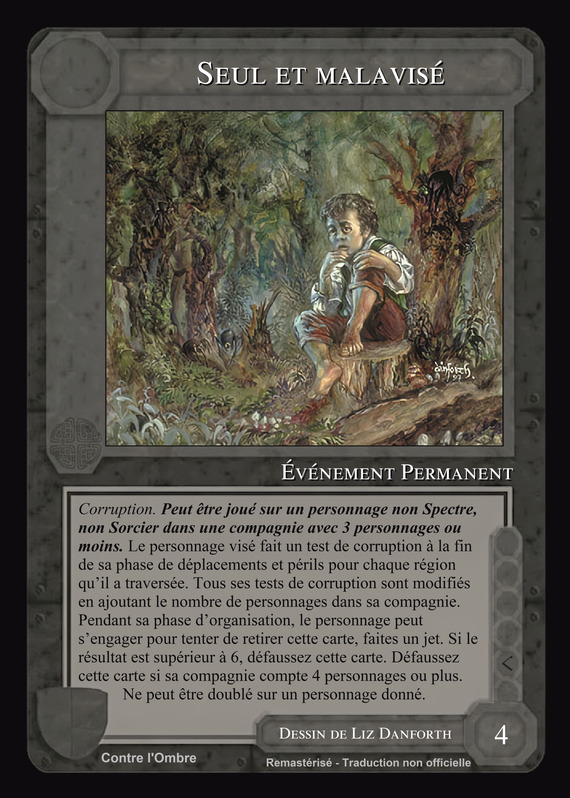 Seul et malavisé
Danforth
97
Événement Permanent
Corruption. Peut être joué sur un personnage non Spectre,
non Sorcier dans une compagnie avec 3 personnages ou
moins. Le personnage visé fait un test de corruption à la fin
de sa phase de déplacements et périls pour chaque région
qu'il a traversée. Tous ses tests de corruption sont modifiés
en ajoutant le nombre de personnages dans sa compagnie.
Pendant sa phase d'organisation, le personnage peut
s'engager pour tenter de retirer cette carte, faites un jet. Si le
résultat est supérieur à 6, défaussez cette carte. Défaussez
cette carte si sa compagnie compte 4 personnages ou plus.
Ne peut être doublé sur un personnage donné.
Dessin de Liz Danforth
4
Contre l'Ombre
Remastérisé - Traduction non officielle